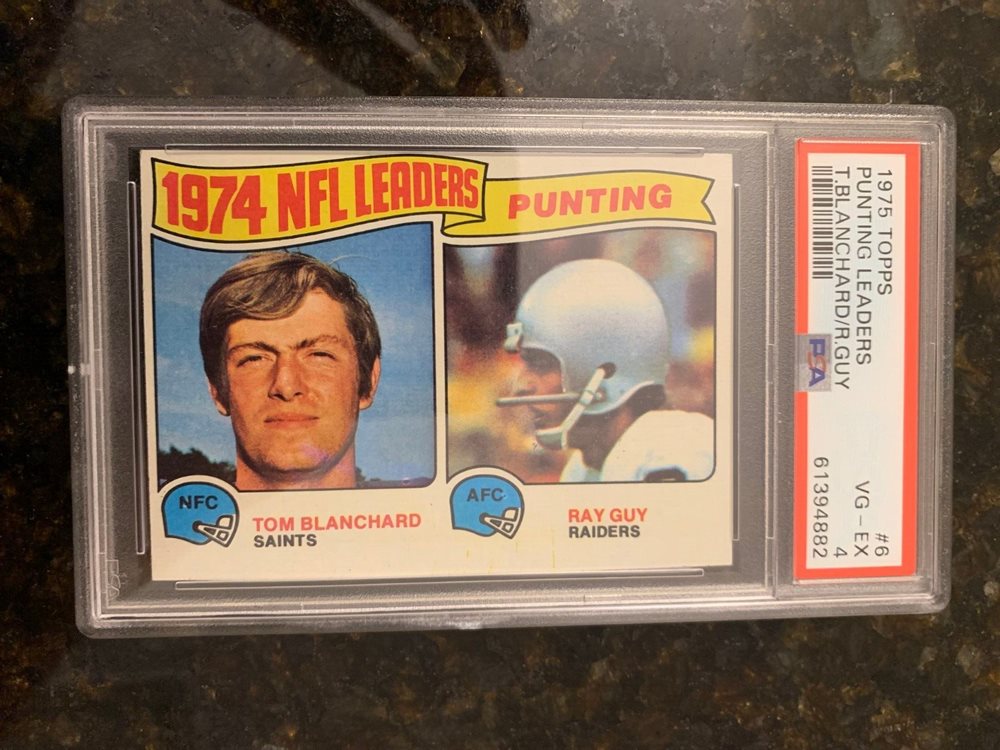 1974 NFL LEADERS
PUNTING
NFC
TOM BLANCHARD
SAINTS
AFC
RAY GUY
RAIDERS
1975 TOPPS #6
PUNTING LEADERS VG - EX
T.BLANCHARD/R.GUY 4
PSA 61394882